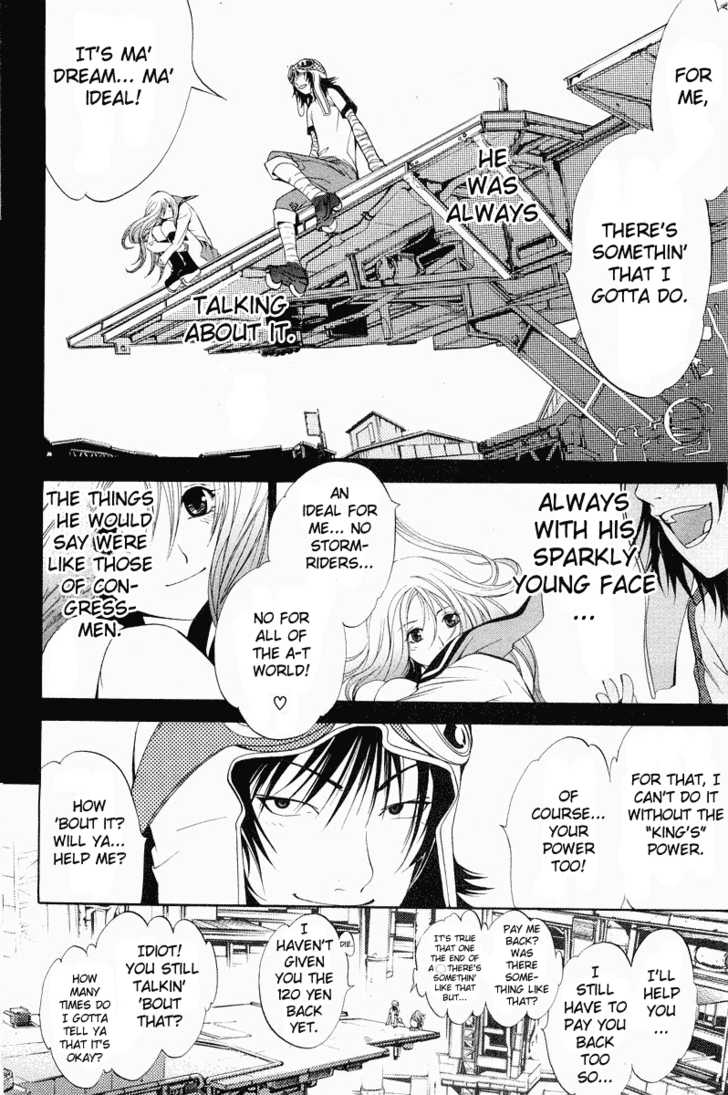 FOR
ME,
THERE'S
SOMETHIN'
THAT I
GOTTA DO.
HE
WAS
ALWAYS
TALKING
ABOUT IT.
IT'S MA'
DREAM... MA'
IDEAL!
ALWAYS
WITH HIS
SPARKLY
YOUNG FACE
...
AN
IDEAL FOR
ME... NO
STORM-
RIDERS...
NO FOR
ALL OF
THE A-T
WORLD!
♡
THE THINGS
HE WOULD
SAY WERE
LIKE THOSE
OF CON-
GRESS-
MEN.
FOR THAT, I
CAN'T DO IT
WITHOUT THE
"KING'S"
POWER.
OF
COURSE...
YOUR
POWER
TOO!
HOW
'BOUT IT?
WILL YA...
HELP ME?
I'LL
HELP
YOU
...
I
STILL
HAVE TO
PAY YOU
BACK
TOO
SO...
PAY ME
BACK?
WAS
THERE
SOME-
THING LIKE
THAT?
IT'S TRUE
THAT ONE
THE END OF
A THERE'S
SOMETHIN'
LIKE THAT
BUT...
I
HAVEN'T
GIVEN
YOU THE
120 YEN
BACK
YET.
DIE
IDIOT!
YOU STILL
TALKIN'
'BOUT
THAT?
HOW
MANY
TIMES DO
I GOTTA
TELL YA
THAT IT'S
OKAY?